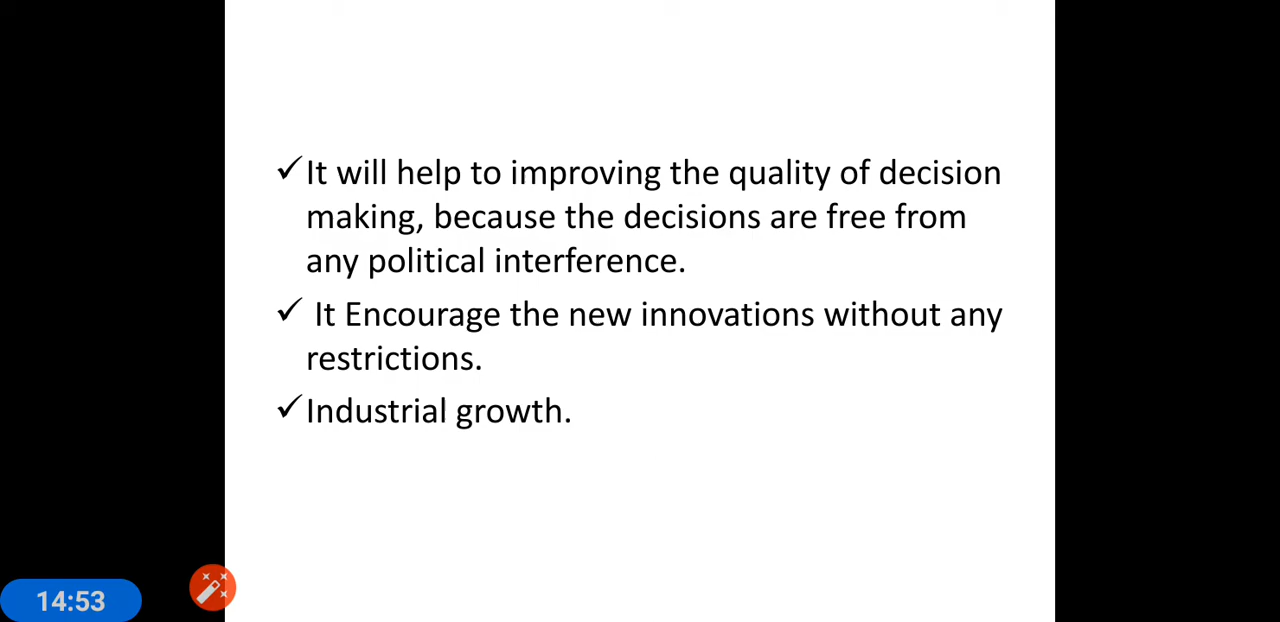 ✓It will help to improving the quality of decision
making, because the decisions are free from
any political interference.
✓ It Encourage the new innovations without any
restrictions.
✓Industrial growth.
14:53